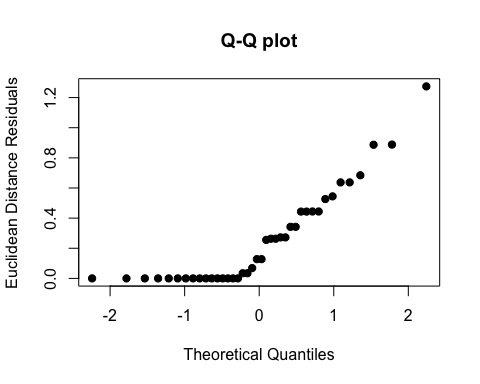 Q-Q plot
Euclidean Distance Residuals
1.2
0.8
0.4
0.0
-2 -1 0 1 2
Theoretical Quantiles